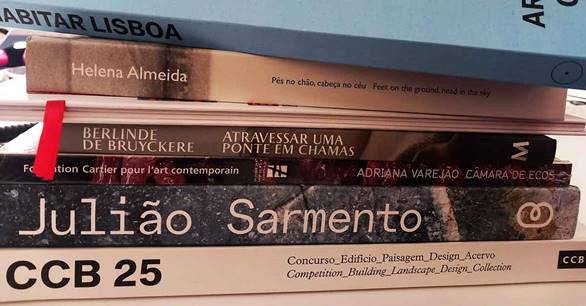 HABITAR LISBOA
AR
C
Helena Almeida
Pés no chão, cabeça no céu Feet on the ground, head in the sky
BERLINDE
DE BRUYCKERE
ATRAVESSAR UMA
PONTE EM CHAMAS
M
Fondation Cartier pour l'art contemporain
ADRIANA VAREJÃO CÂMARA DE ECOS
Julião Sarmento
CCB 25
Concurso_Edifício_Paisagem_Design_Acervo
Competition_Building_Landscape_Design_Collection
CCB